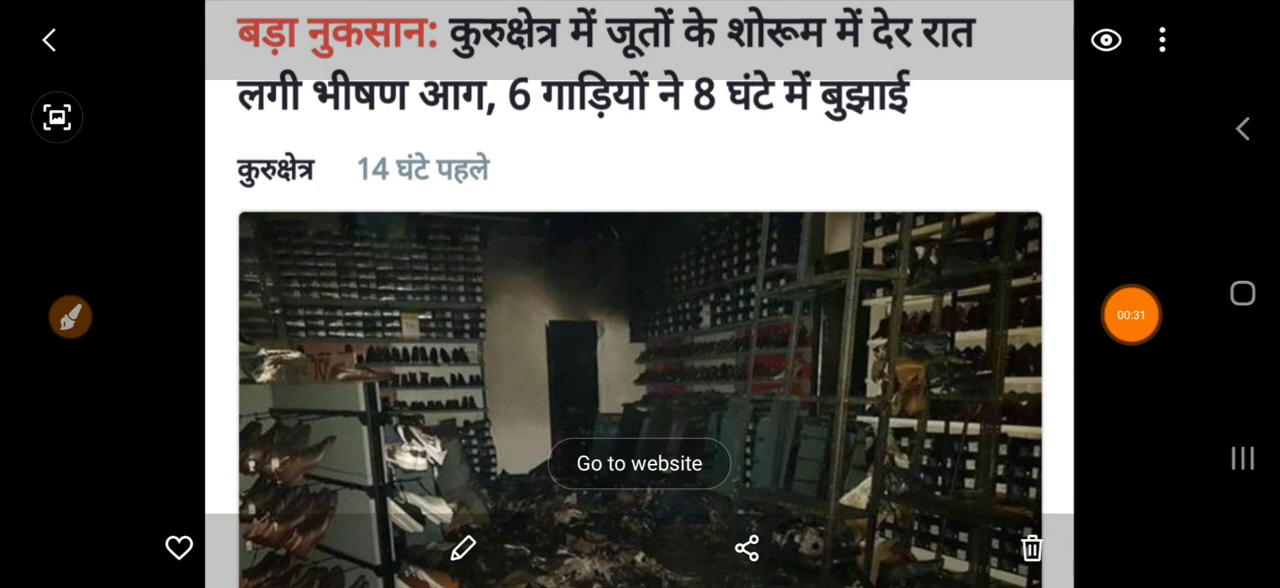 बड़ा नुकसान: कुरुक्षेत्र में जूतों के शोरूम में देर रात
लगी भीषण आग, 6 गाड़ियों ने 8 घंटे में बुझाई
कुरुक्षेत्र 14 घंटे पहले
00:31
Go to website